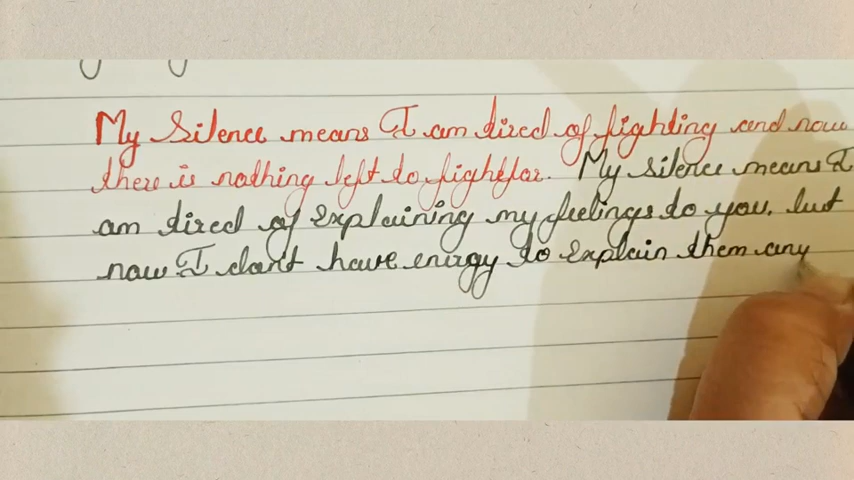 My Silence means I am tired of fighting and now
there is nothing left to fight for. My silence means I
am tired of explaining my feelings to you, but
now I don't have energy to explain them any